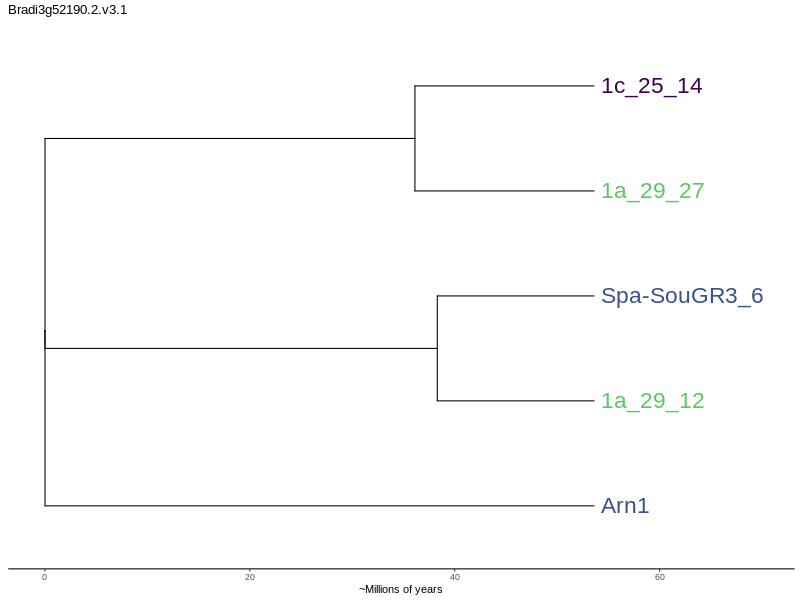 Bradi3g52190.2.v3.1
1c_25_14
1a_29_27
Spa-SouGR3_6
1a_29_12
Arn1
0 20 40 60
~Millions of years